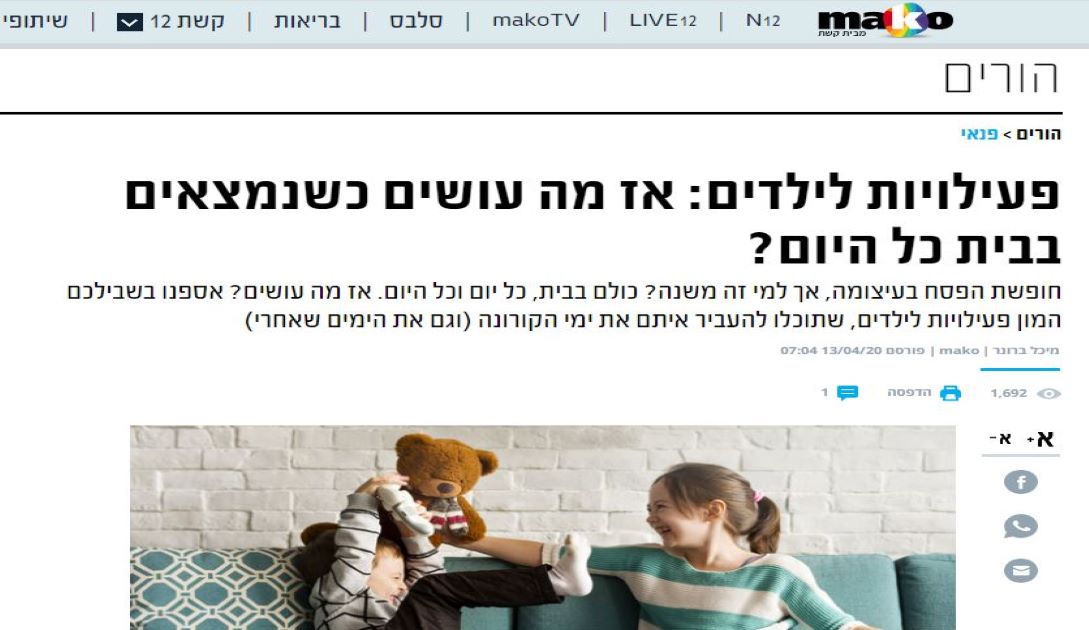 mako
מבית קשת
N12 | LIVE12 | makoTV | סלבס | בריאות | קשת 12 | שיתופי
הורים
הורים > פנאי
פעילויות לילדים: אז מה עושים כשנמצאים
בבית כל היום?
חופשת הפסח בעיצומה, אך למי זה משנה? כולם בבית, כל יום וכל היום. אז מה עושים? אספנו בשבילכם
המון פעילויות לילדים, שתוכלו להעביר איתם את ימי הקורונה (וגם את הימים שאחרי)
מיכל ברונר | mako | פורסם 13/04/20 07:04
1,692 הדפסה 1
א+ א-